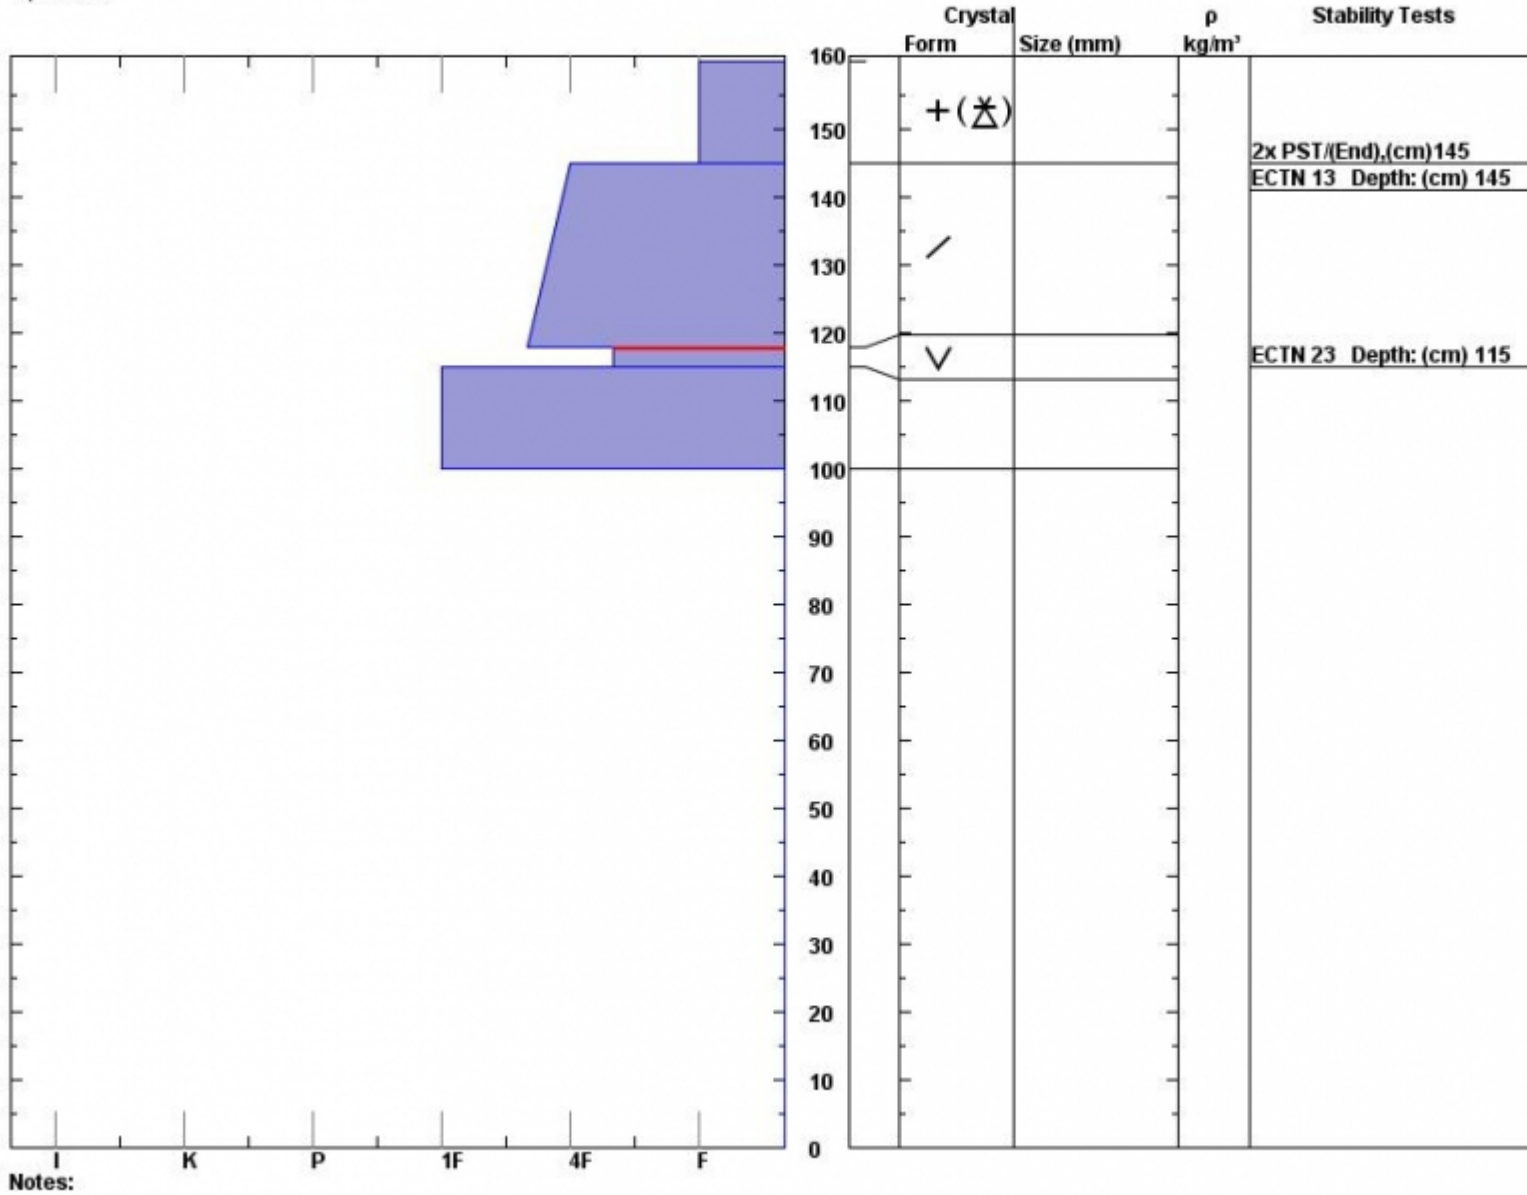 Crystal ρ Stability Tests
Form Size (mm) kg/m³
160
150
2x PST/(End),(cm)145
ECTN 13 Depth: (cm) 145
140
130
120
ECTN 23 Depth: (cm) 115
110
100
90
80
70
60
50
40
30
20
10
0
I K P 1F 4F F
Notes: